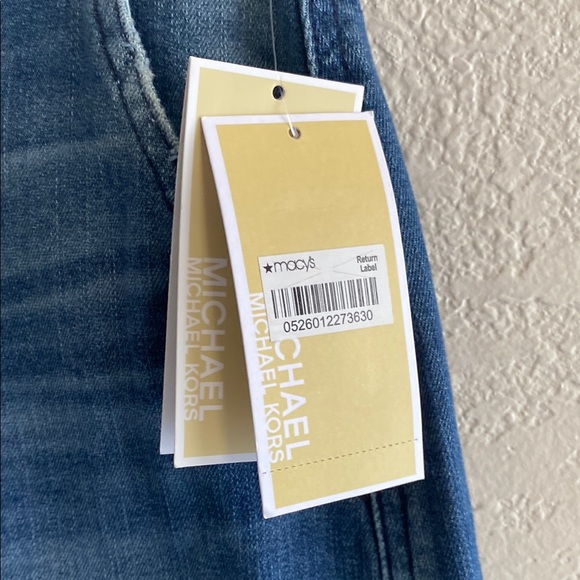 ★macy's
Return
Label
0526012273630
MICHAEL
MICHAEL KORS
MICHAEL
MICHAEL KORS